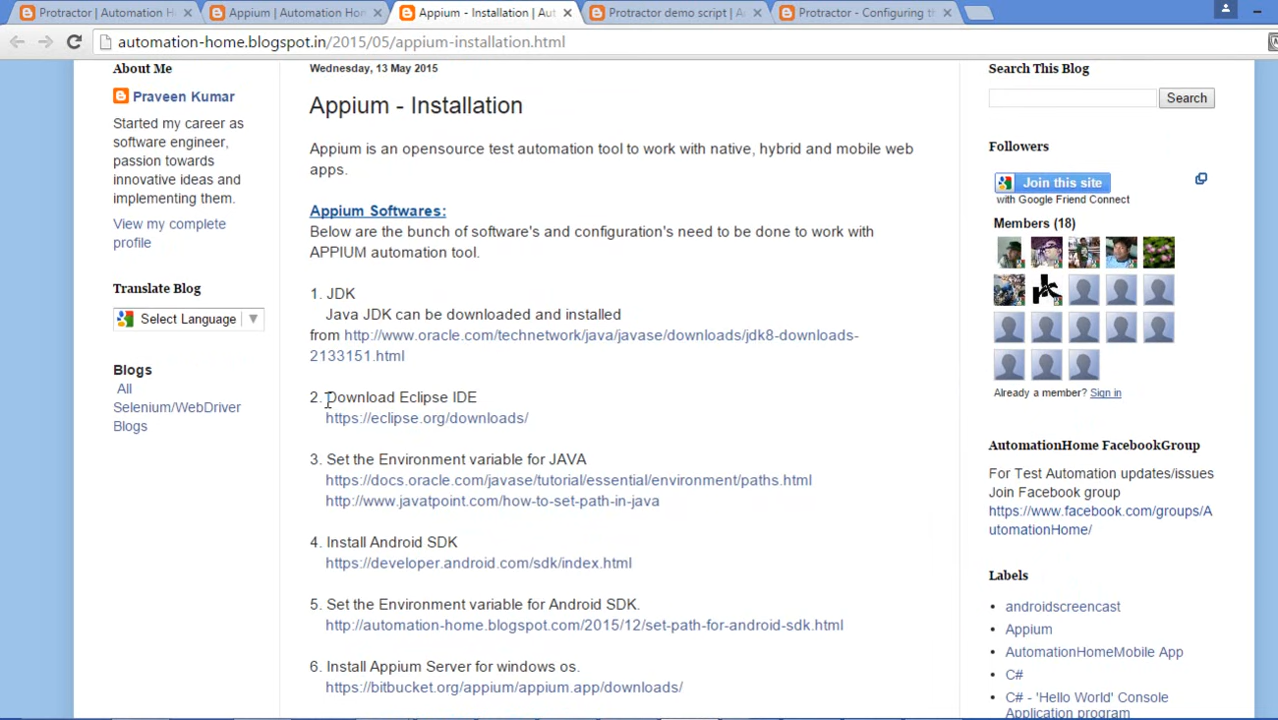 Protractor | Automation H
Appium | Automation Hom
Appium - Installation | Aut
Protractor demo script | A
Protractor - Configuring th
automation-home.blogspot.in/2015/05/appium-installation.html
About Me
Praveen Kumar
Started my career as
software engineer,
passion towards
innovative ideas and
implementing them.
View my complete
profile
Translate Blog
Select Language
Blogs
All
Selenium/WebDriver
Blogs
Wednesday, 13 May 2015
Appium - Installation
Appium is an opensource test automation tool to work with native, hybrid and mobile web
apps.
Appium Softwares:
Below are the bunch of software's and configuration's need to be done to work with
APPIUM automation tool.
1. JDK
Java JDK can be downloaded and installed
from http://www.oracle.com/technetwork/java/javase/downloads/jdk8-downloads-
2133151.html
2. Download Eclipse IDE
https://eclipse.org/downloads/
3. Set the Environment variable for JAVA
https://docs.oracle.com/javase/tutorial/essential/environment/paths.html
http://www.javatpoint.com/how-to-set-path-in-java
4. Install Android SDK
https://developer.android.com/sdk/index.html
5. Set the Environment variable for Android SDK.
http://automation-home.blogspot.com/2015/12/set-path-for-android-sdk.html
6. Install Appium Server for windows os.
https://bitbucket.org/appium/appium.app/downloads/
Search This Blog
Search
Followers
Join this site
with Google Friend Connect
Members (18)
Already a member? Sign in
AutomationHome FacebookGroup
For Test Automation updates/issues
Join Facebook group
https://www.facebook.com/groups/A
utomationHome/
Labels
androidscreencast
Appium
AutomationHomeMobile App
C#
C# - 'Hello World' Console
Application program